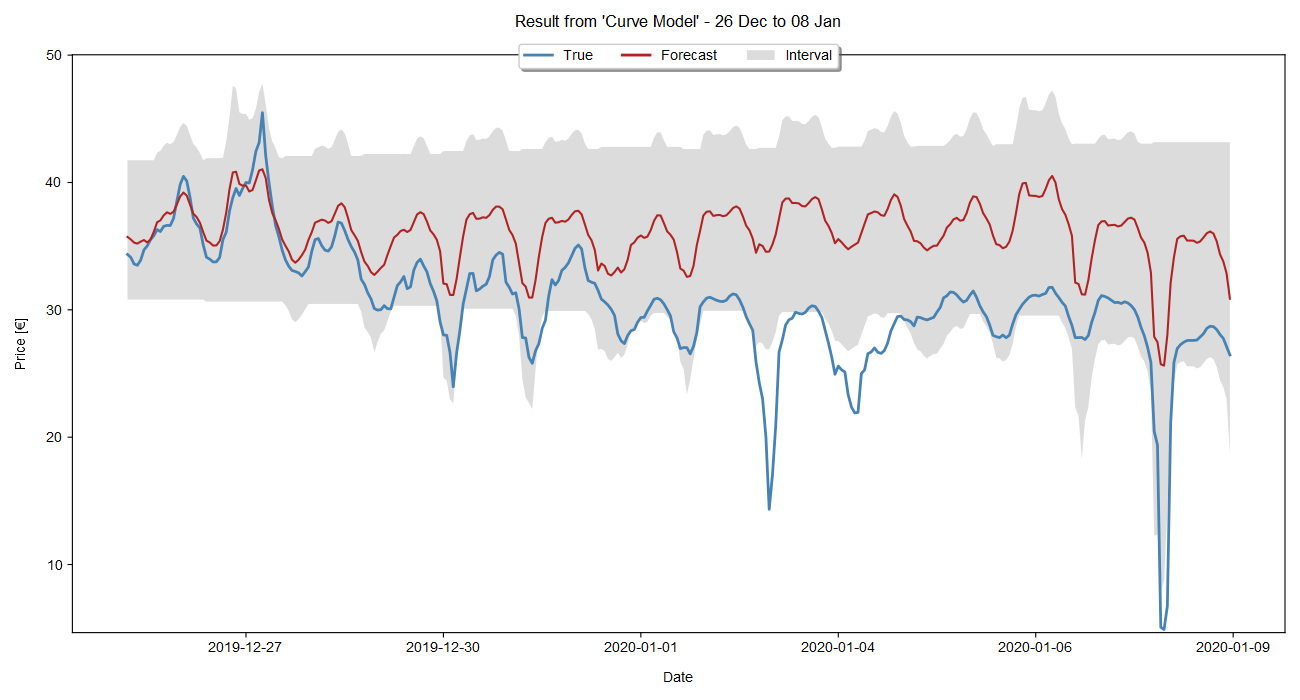 Result from 'Curve Model' - 26 Dec to 08 Jan
True Forecast Interval
50
40
30
20
10
Price [€]
2019-12-27 2019-12-30 2020-01-01 2020-01-04 2020-01-06 2020-01-09
Date